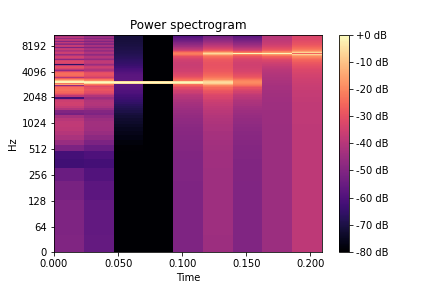 Power spectrogram
Hz
8192
4096
2048
1024
512
256
128
64
0
0.000
0.050
0.100
0.150
0.200
Time
+0 dB
-10 dB
-20 dB
-30 dB
-40 dB
-50 dB
-60 dB
-70 dB
-80 dB